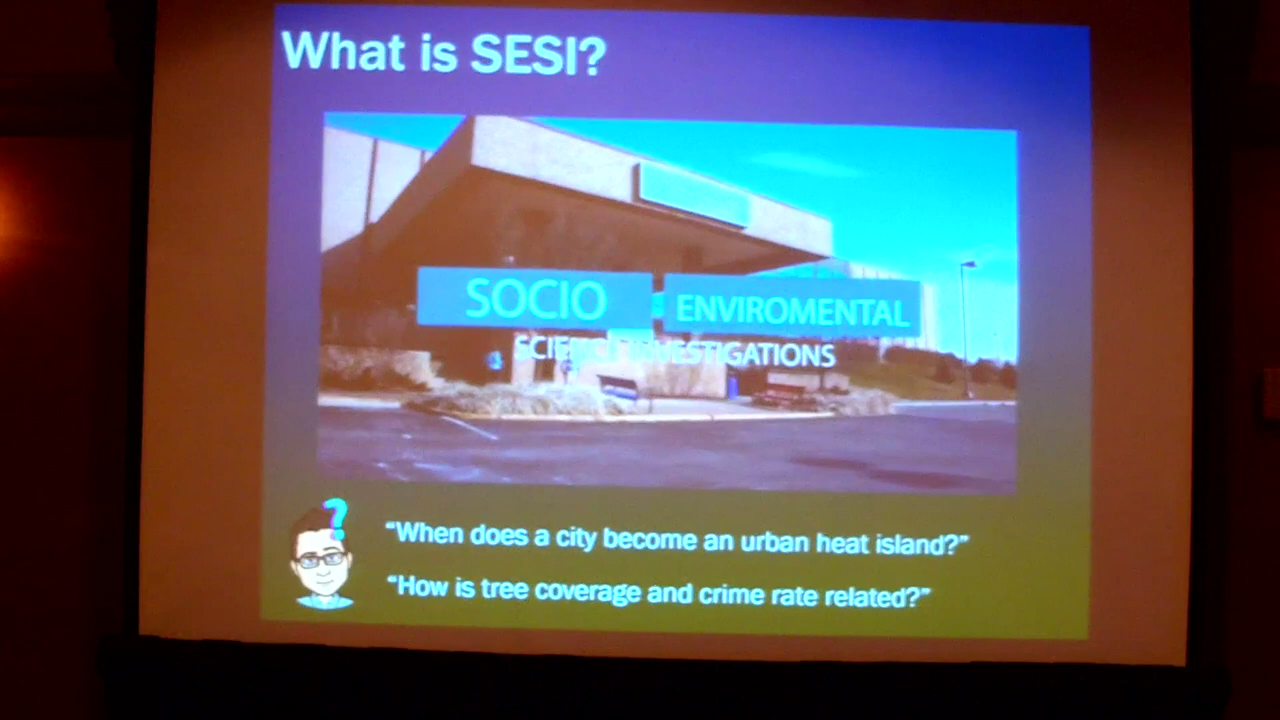 What is SESI?
SOCIO ENVIROMENTAL
SCIENCE INVESTIGATIONS
?
“When does a city become an urban heat island?”
“How is tree coverage and crime rate related?”